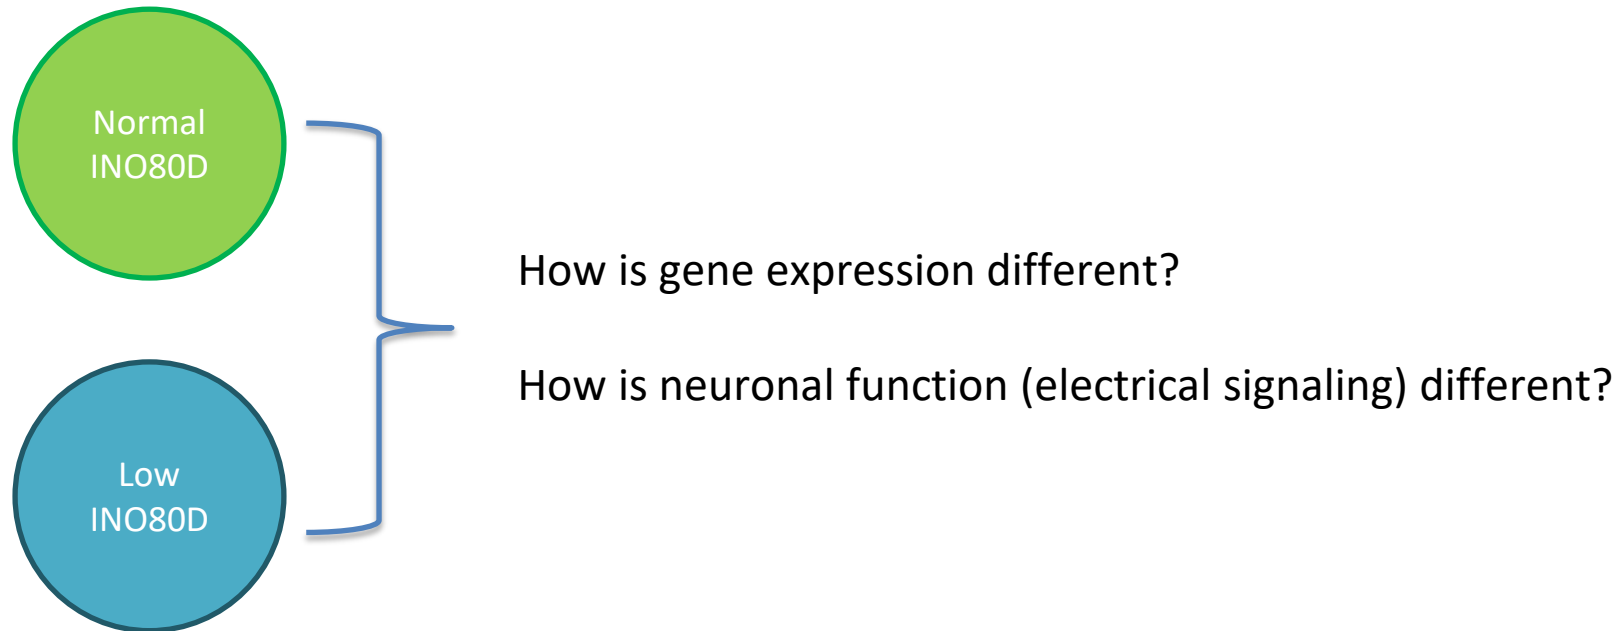 Normal
INO80D
How is gene expression different?
How is neuronal function (electrical signaling) different?
Low
INO80D